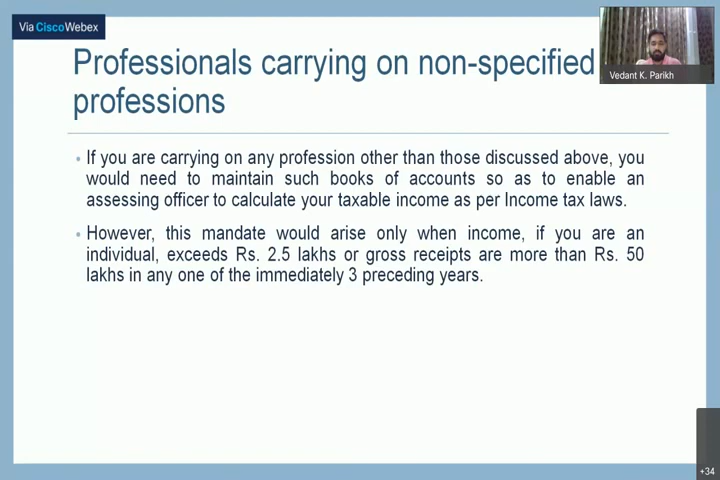 Via Cisco Webex
Professionals carrying on non-specified
professions
Vedant K. Parikh
• If you are carrying on any profession other than those discussed above, you
would need to maintain such books of accounts so as to enable an
assessing officer to calculate your taxable income as per Income tax laws.
• However, this mandate would arise only when income, if you are an
individual, exceeds Rs. 2.5 lakhs or gross receipts are more than Rs. 50
lakhs in any one of the immediately 3 preceding years.
+34